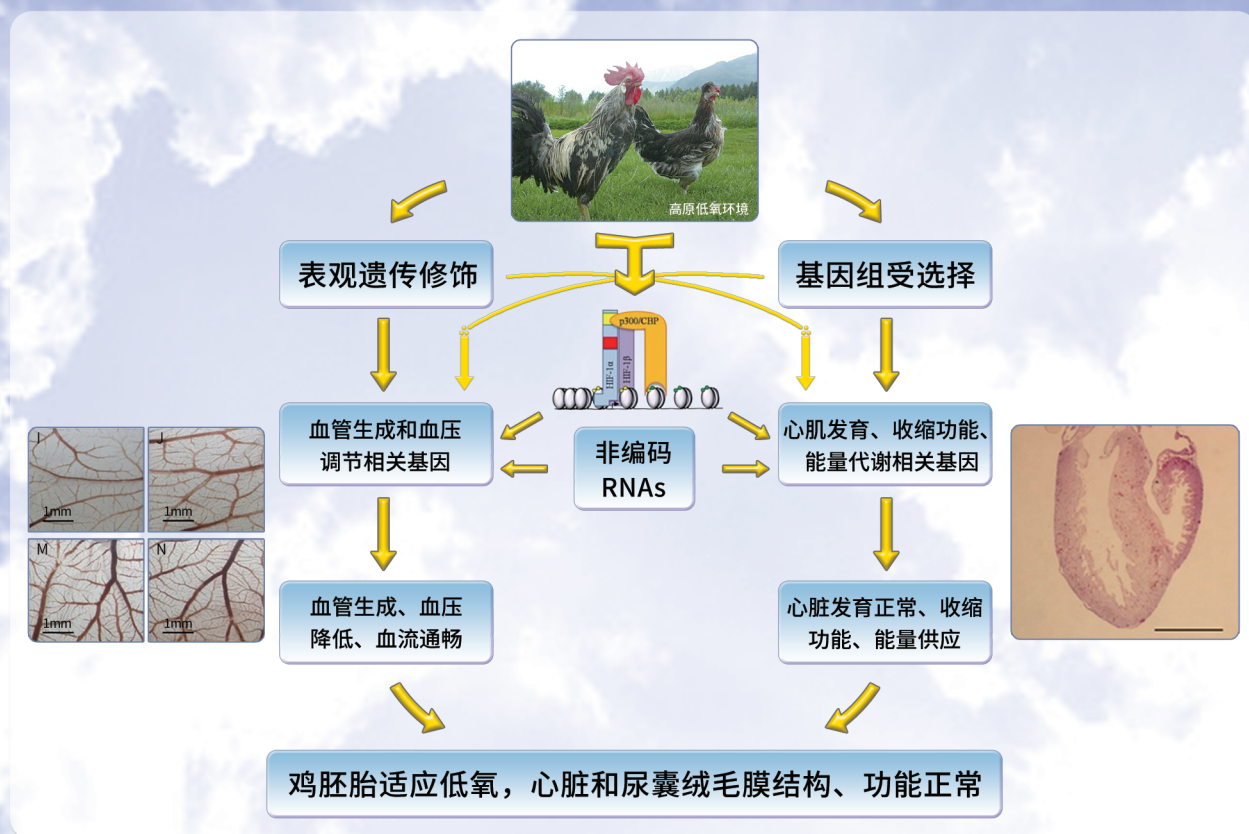 高原低氧环境
表观遗传修饰
基因组受选择
p300/CBP
HIF-1α
HIF-1β
血管生成和血压
调节相关基因
非编码
RNAs
心肌发育、收缩功能、
能量代谢相关基因
I
J
1mm
1mm
M
N
1mm
1mm
血管生成、血压
降低、血流通畅
心脏发育正常、收缩
功能、能量供应
鸡胚胎适应低氧，心脏和尿囊绒毛膜结构、功能正常